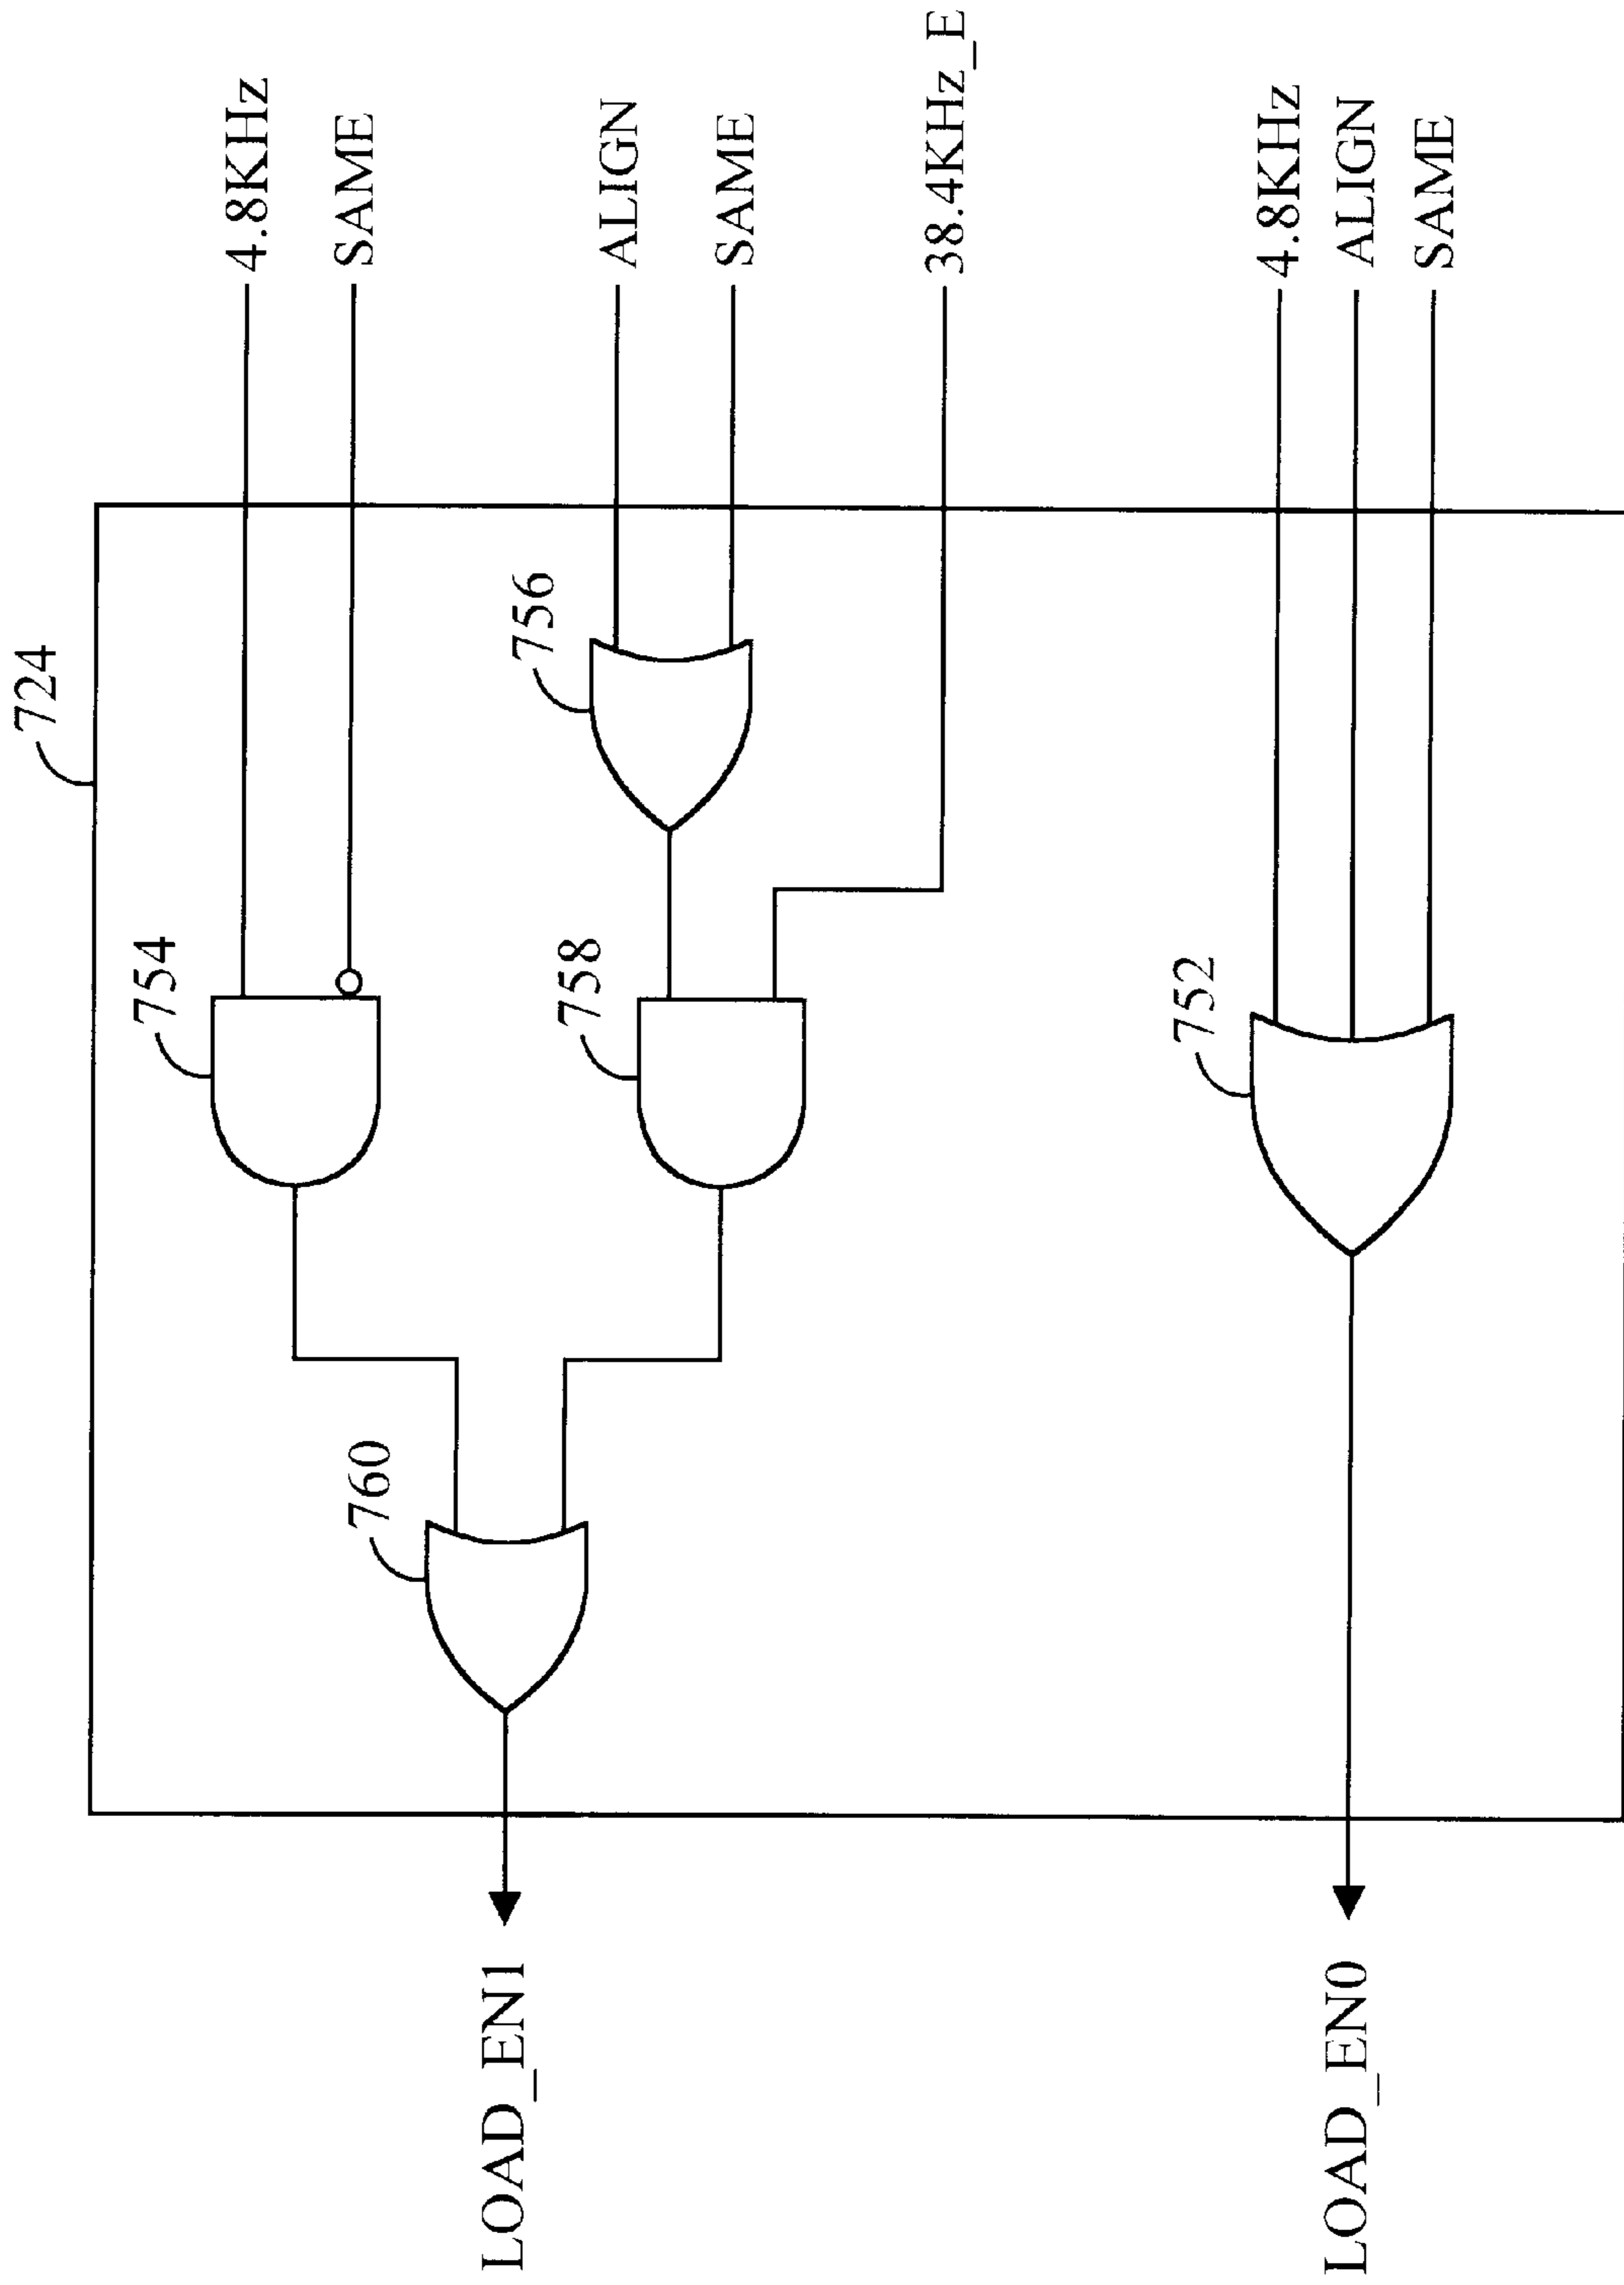 724
4.8KHz
SAME
754
ALIGN
SAME
756
38.4KHz_E
758
760
LOAD_EN1
4.8KHz
ALIGN
SAME
752
LOAD_EN0